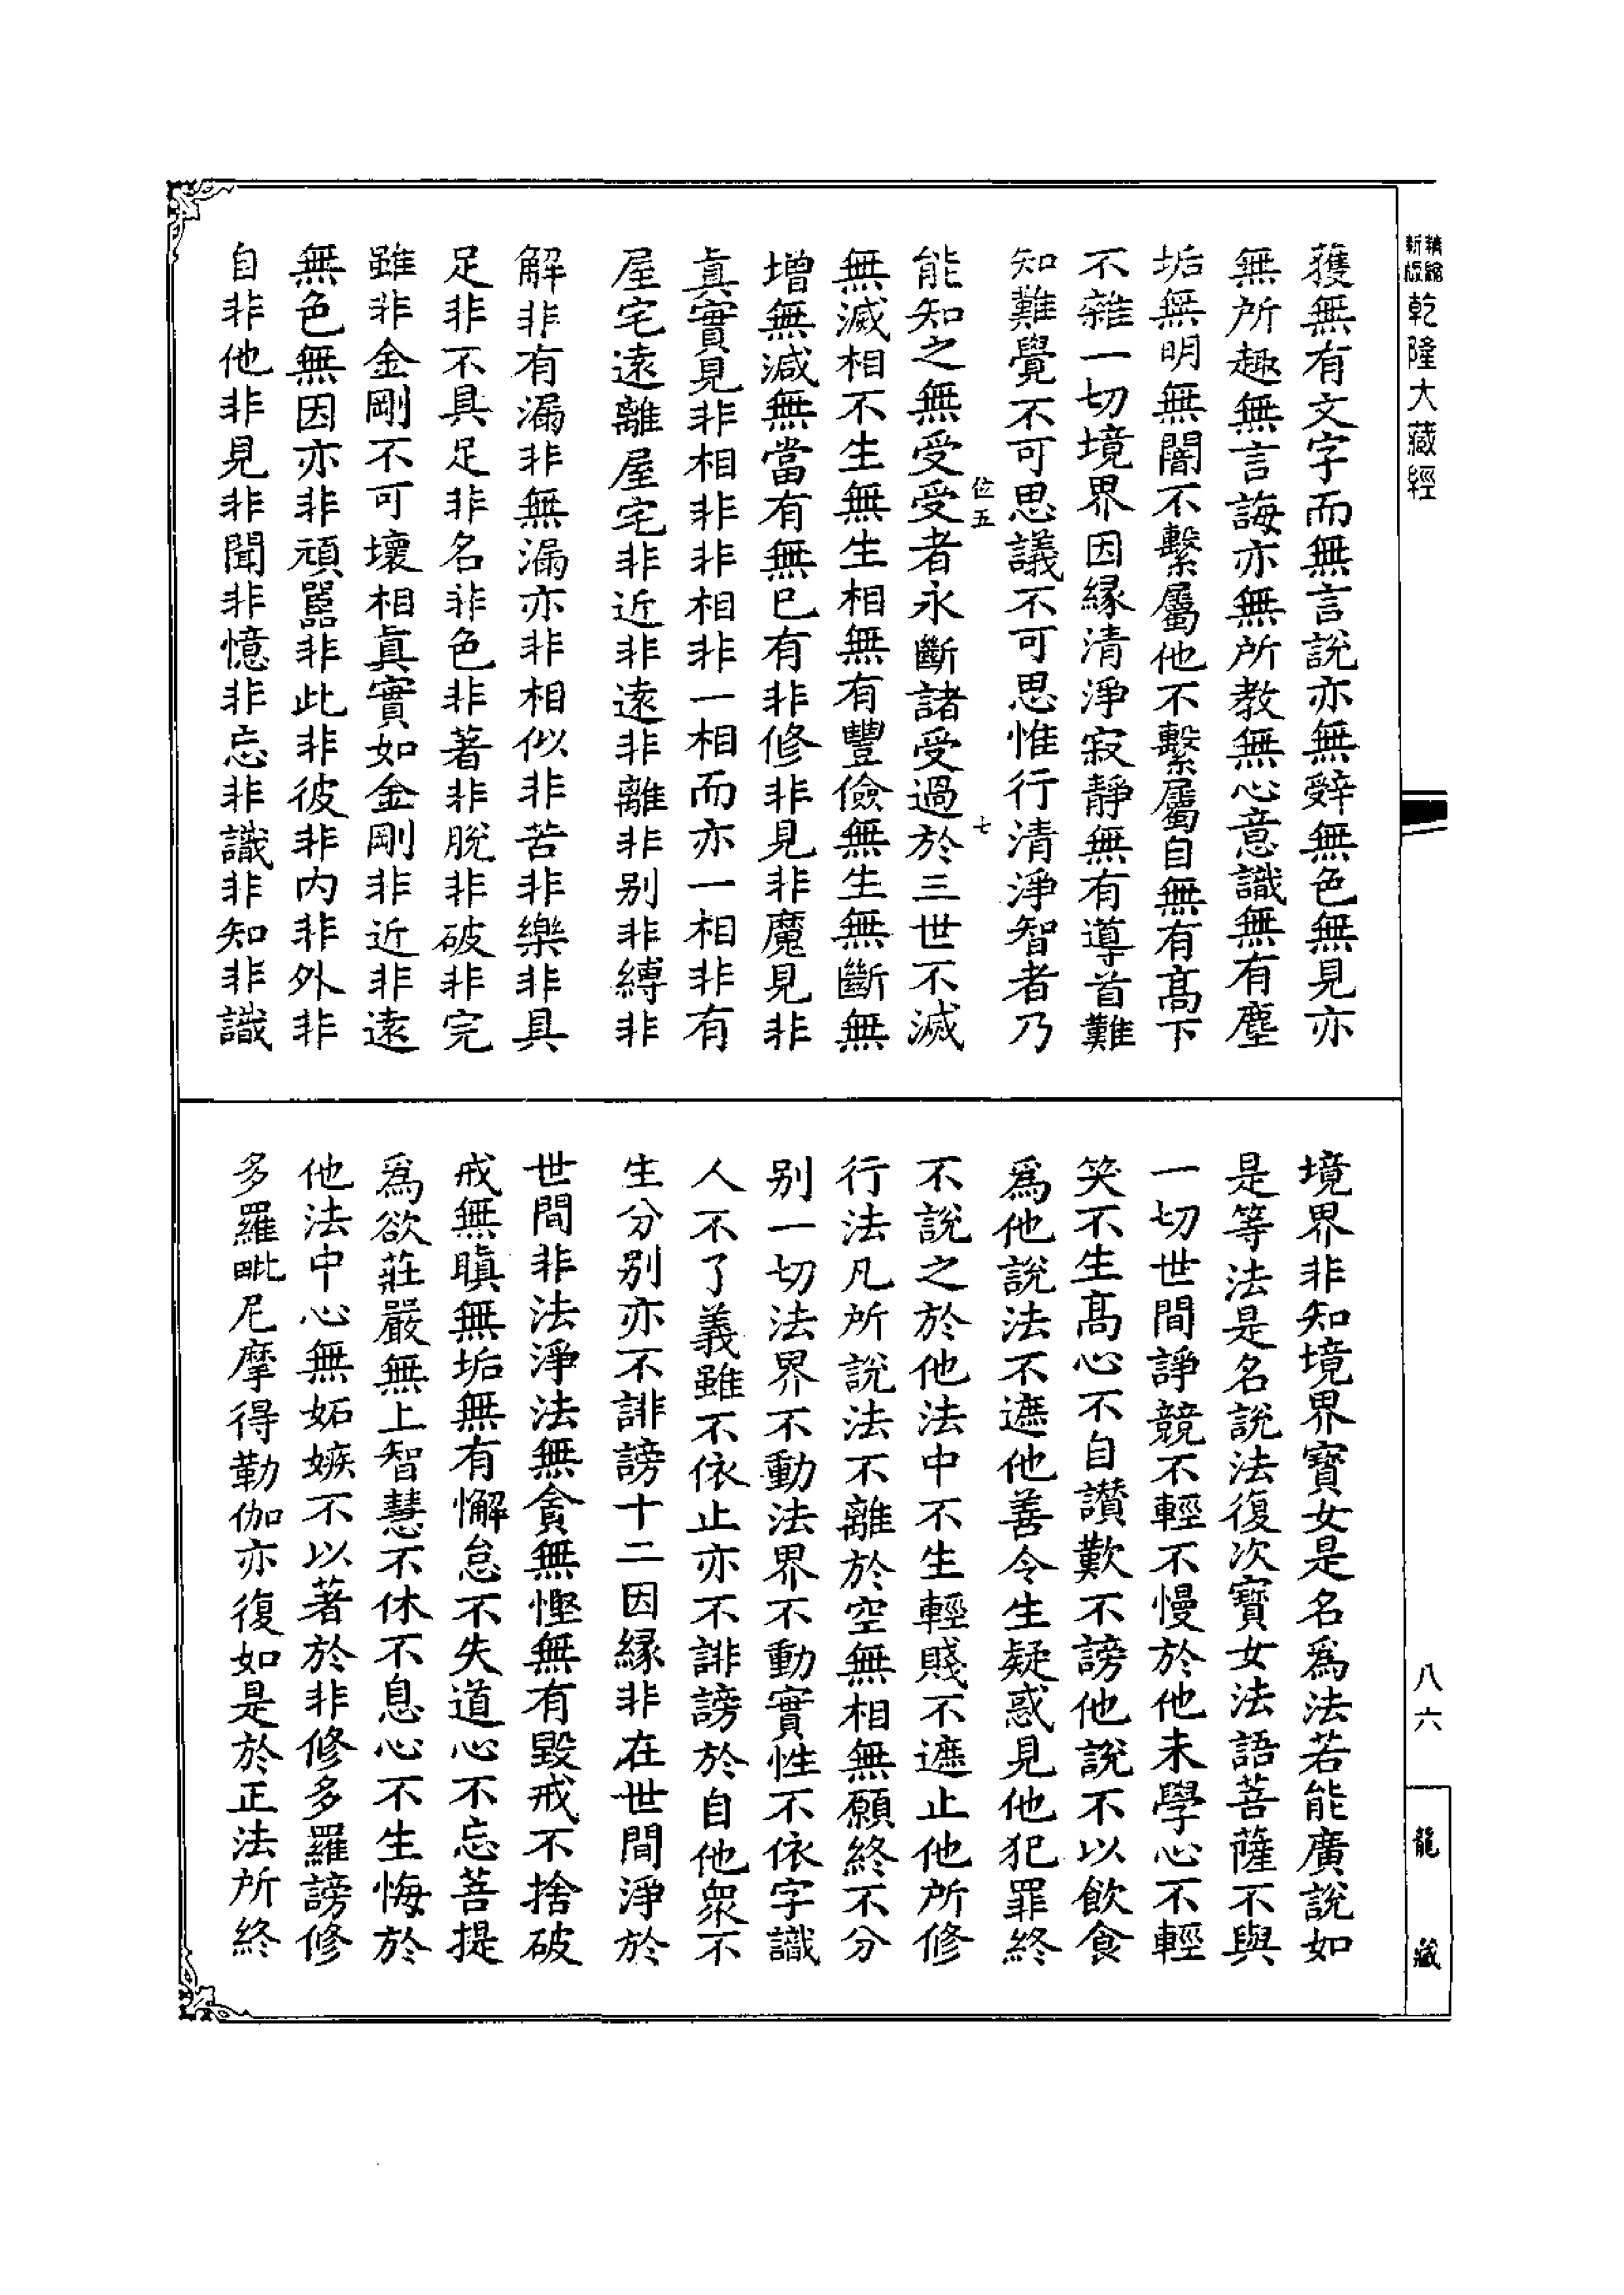 新編縮版乾隆大藏經
獲無有文字而無言說亦無辤無色無見亦
無所趣無言誨亦無所教無心意識無有塵
垢無明無闇不繫屬他不繫屬自無有髙下
不雜一切境界因緣清淨寂靜無有導首難
知難覺不可思議不可思惟行清淨智者乃
位五
七
能知之無受受者永斷諸受過於三世不滅
無滅相不生無生相無有豐儉無生無斷無
增無減無當有無已有非修非見非魔見非
眞實見非相非非相非一相而亦一相非有
屋宅遠離屋宅非近非遠非離非别非縛非
解非有漏非無漏亦非相似非苦非樂非具
足非不具足非名非色非著非脫非破非完
雖非金剛不可壞相眞實如金剛非近非遠
無色無因亦非頑嚚非此非彼非内非外非
自非他非見非聞非憶非忘非識非知非識
境界非知境界寶女是名爲法若能廣說如
是等法是名說法復次寶女法語菩薩不與
一切世間諍競不輕不慢於他未學心不輕
笑不生髙心不自讃歎不謗他說不以飲食
爲他說法不遮他善令生疑惑見他犯罪終
不說之於他法中不生輕賤不遮止他所修
行法凡所說法不離於空無相無願終不分
别一切法界不動法界不動實性不依字識
人不了義雖不依止亦不誹謗於自他衆不
生分别亦不誹謗十二因緣非在世間淨於
世間非法淨法無貪無慳無有毀戒不捨破
戒無瞋無垢無有懈怠不失道心不忘菩提
爲欲莊嚴無上智慧不休不息心不生悔於
他法中心無妬嫉不以著於非修多羅謗修
多羅毗尼摩得勒伽亦復如是於正法所終
八六
龍藏